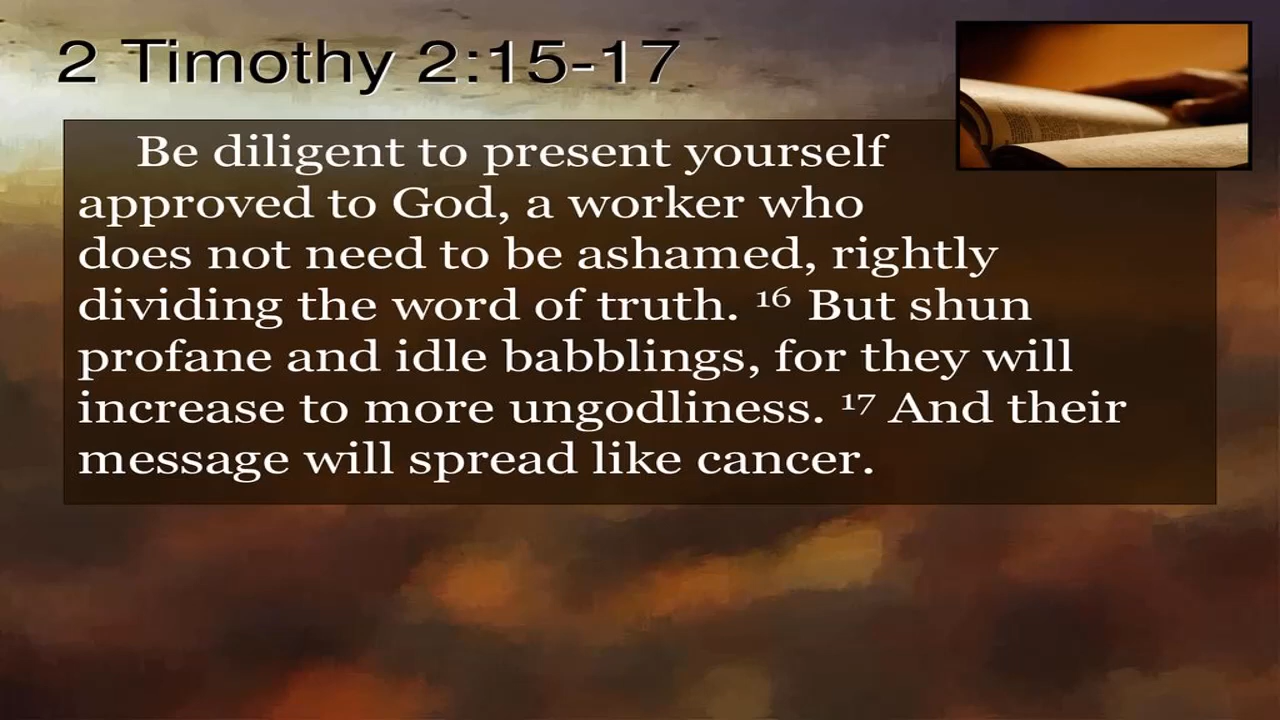 2 Timothy 2:15-17
Be diligent to present yourself
approved to God, a worker who
does not need to be ashamed, rightly
dividing the word of truth. 16 But shun
profane and idle babblings, for they will
increase to more ungodliness. 17 And their
message will spread like cancer.